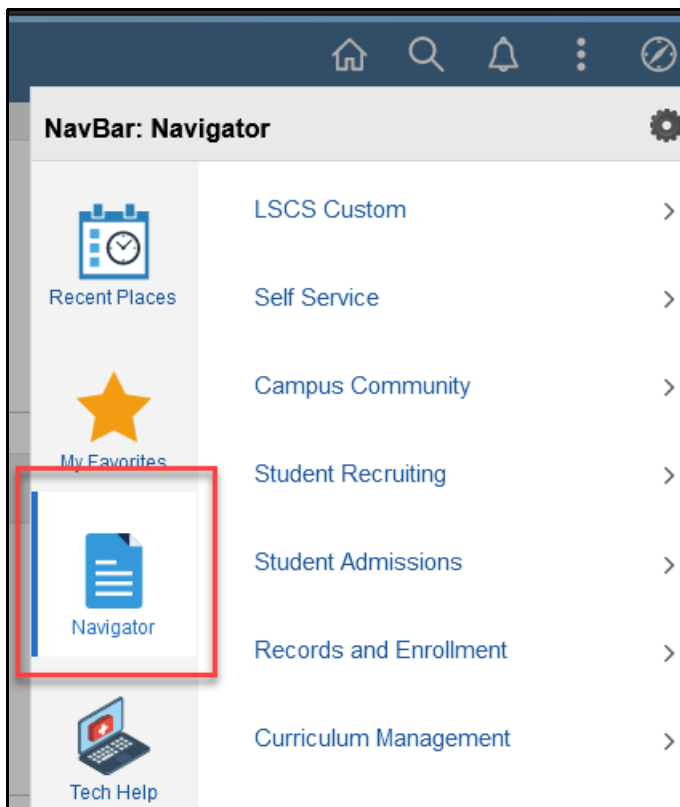 NavBar: Navigator
Recent Places
My Favorites
Navigator
Tech Help
LSCS Custom
Self Service
Campus Community
Student Recruiting
Student Admissions
Records and Enrollment
Curriculum Management